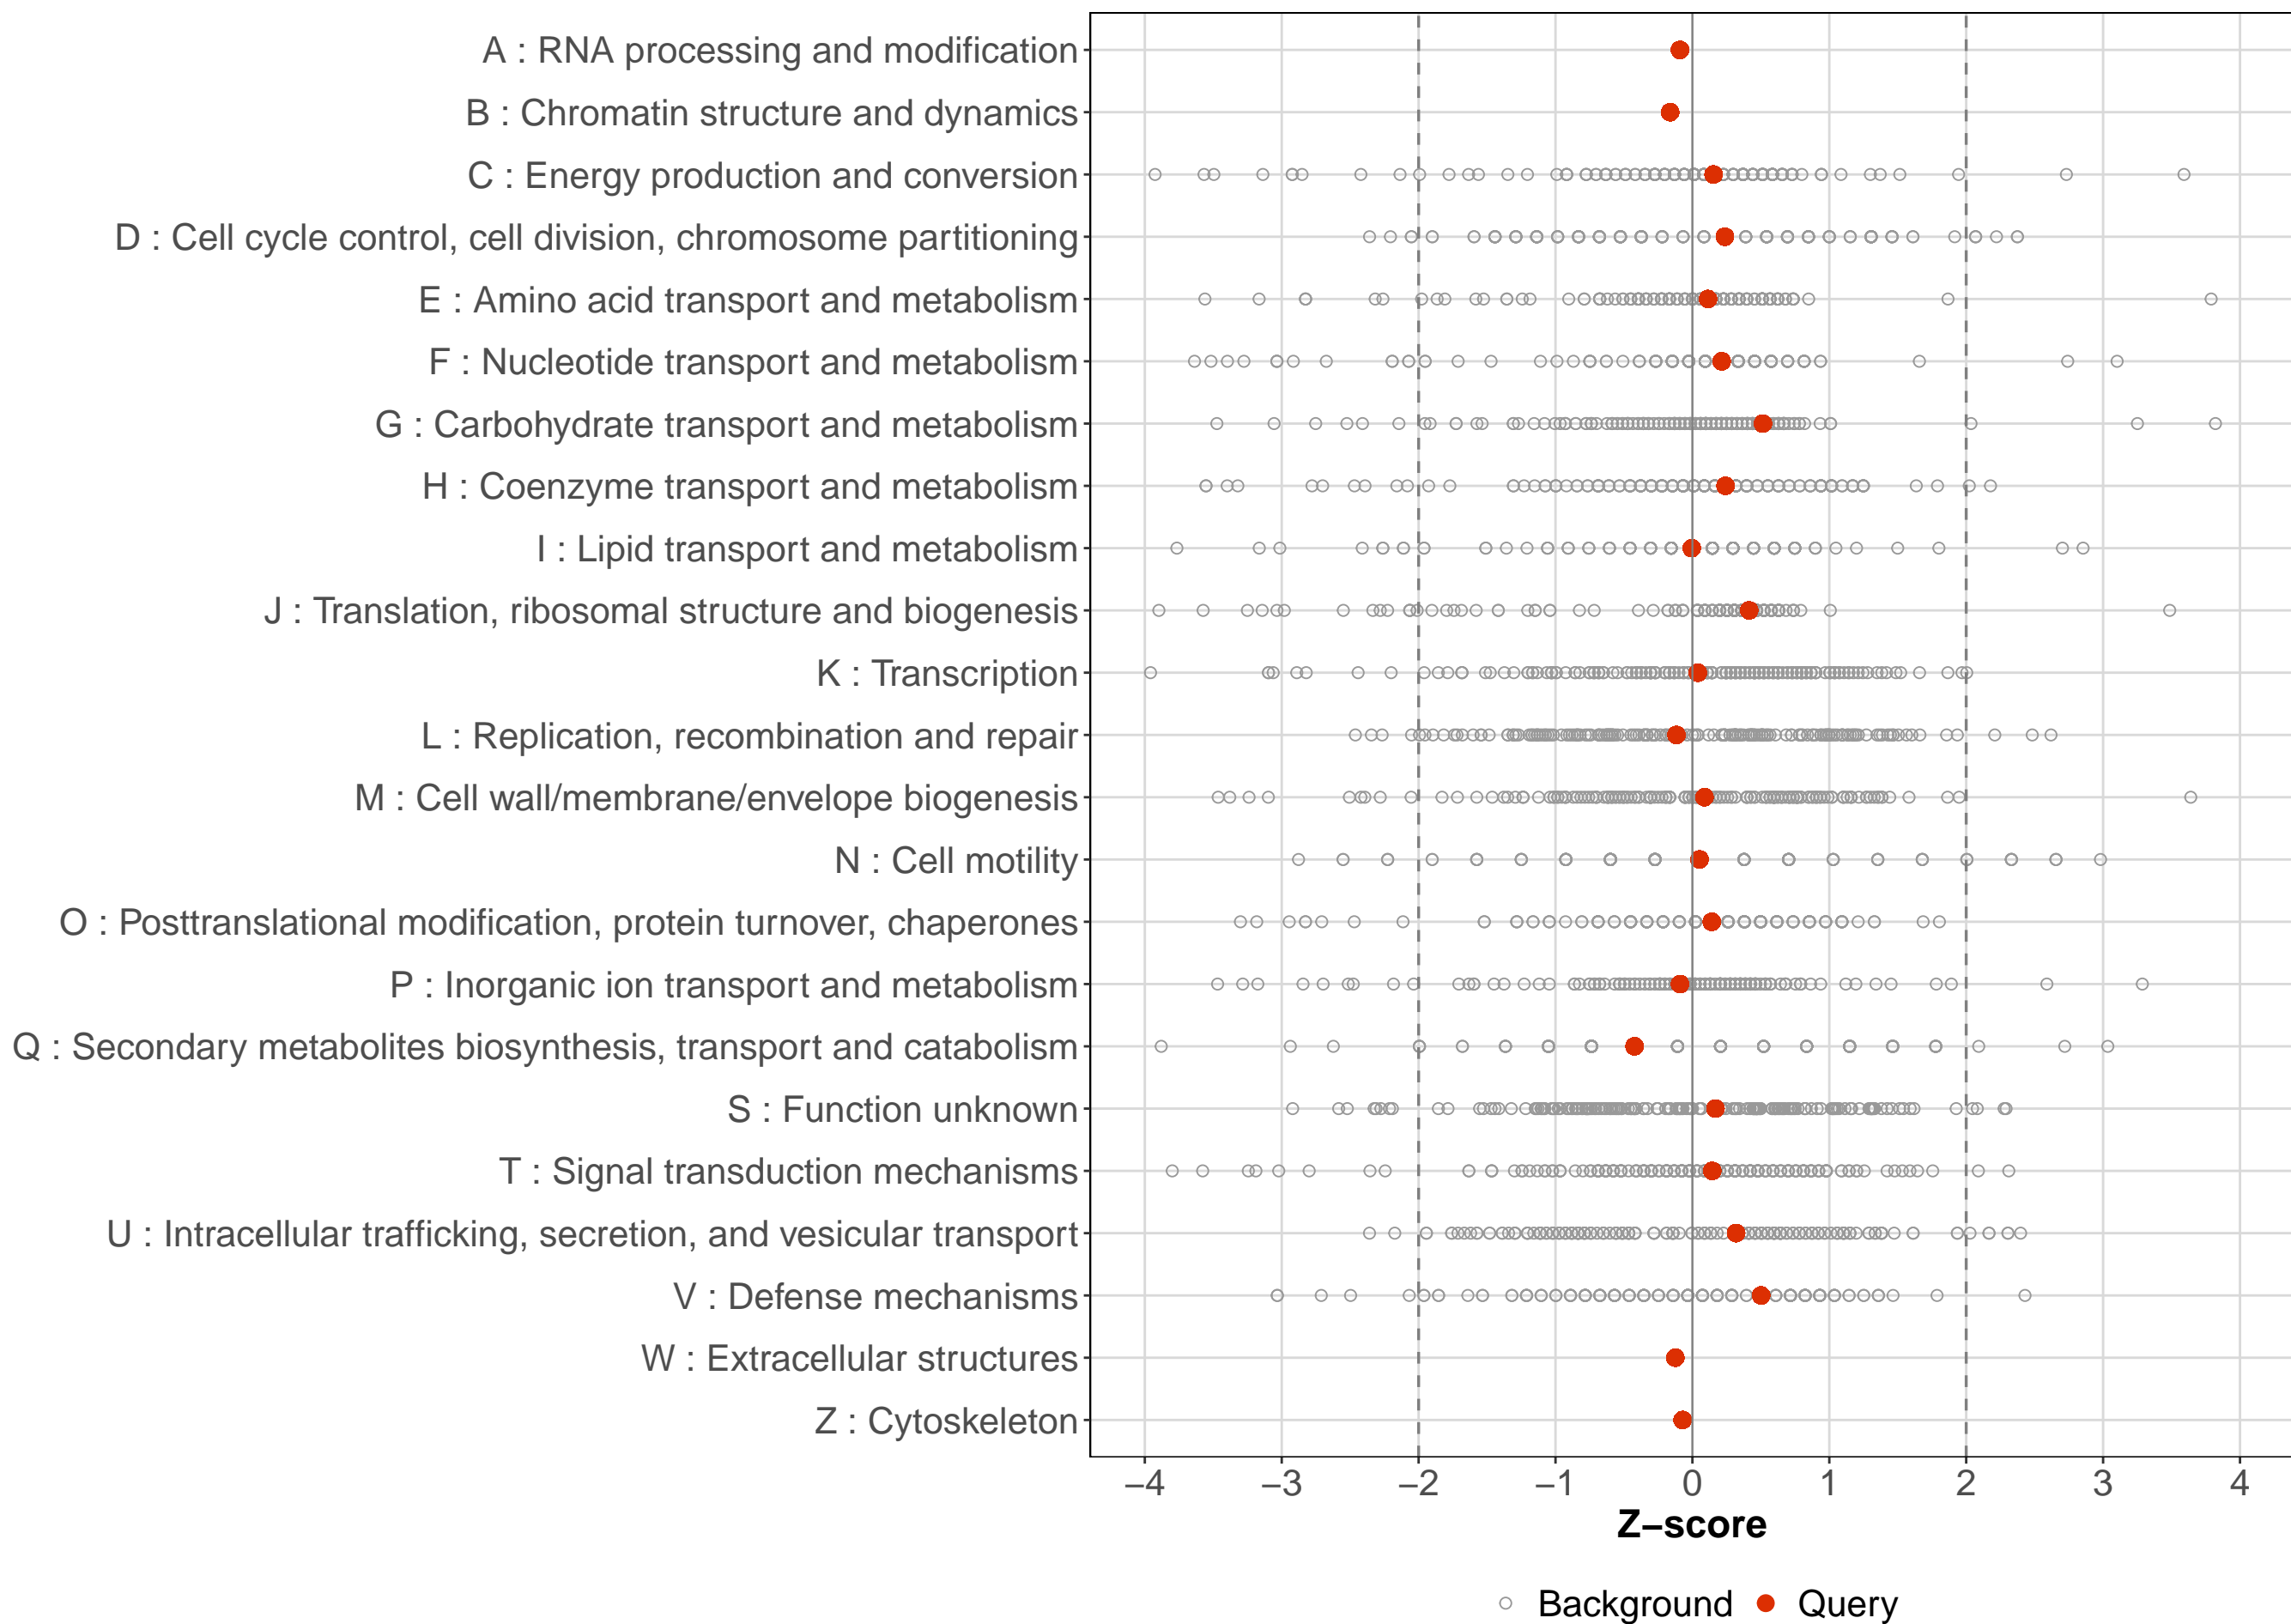 A : RNA processing and modification
B : Chromatin structure and dynamics
C : Energy production and conversion
D : Cell cycle control, cell division, chromosome partitioning
E : Amino acid transport and metabolism
F : Nucleotide transport and metabolism
G : Carbohydrate transport and metabolism
H : Coenzyme transport and metabolism
I : Lipid transport and metabolism
J : Translation, ribosomal structure and biogenesis
K : Transcription
L : Replication, recombination and repair
M : Cell wall/membrane/envelope biogenesis
N : Cell motility
O : Posttranslational modification, protein turnover, chaperones
P : Inorganic ion transport and metabolism
Q : Secondary metabolites biosynthesis, transport and catabolism
S : Function unknown
T : Signal transduction mechanisms
U : Intracellular trafficking, secretion, and vesicular transport
V : Defense mechanisms
W : Extracellular structures
Z : Cytoskeleton
−4 −3 −2 −1 0 1 2 3 4
Z−score
Background Query